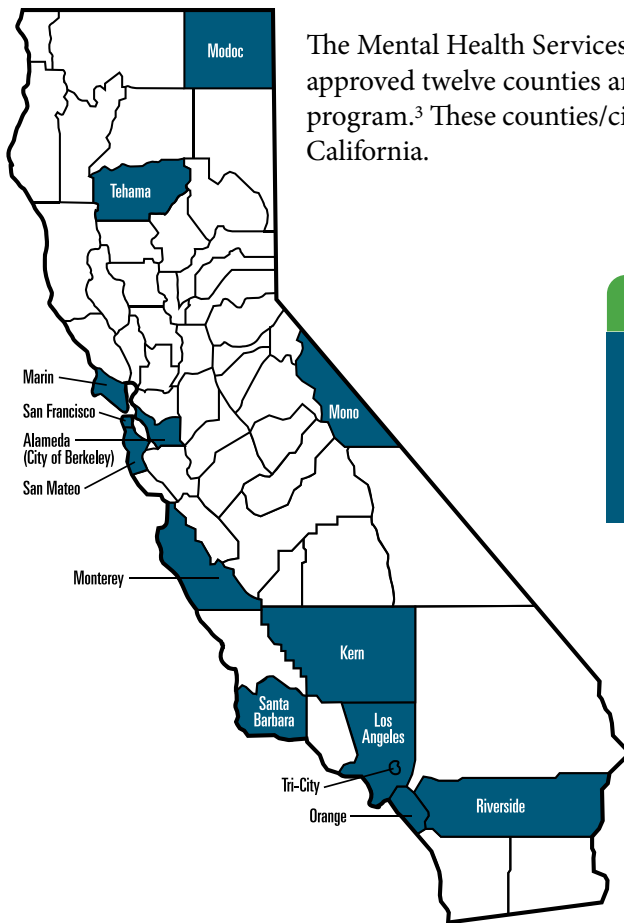 The Mental Health Services
approved twelve counties a
program.³ These counties/ci
California.
Modoc
Tehama
Marin
San Francisco
Alameda
(City of Berkeley)
San Mateo
Mono
Monterey
Kern
Santa
Barbara
Los
Angeles
Tri-City
Orange
Riverside